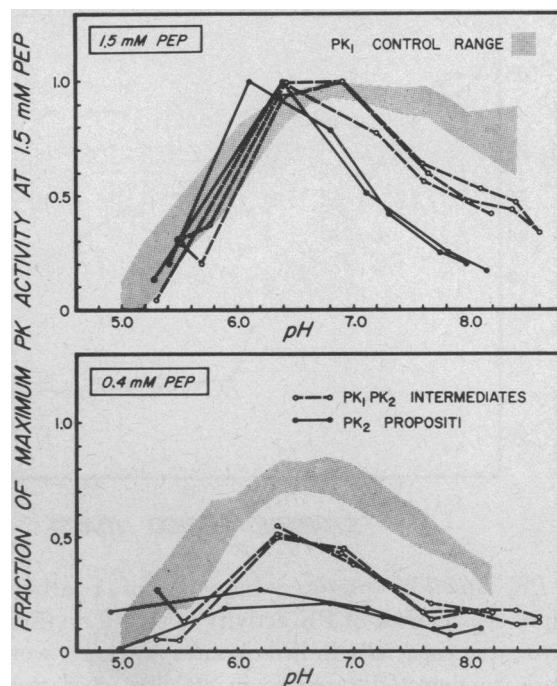 FRACTION OF MAXIMUM PK ACTIVITY AT 1.5 mM PEP
1.5 mM PEP
PK₁ CONTROL RANGE
1.0
0.5
0
5.0 6.0 7.0 8.0
pH
0.4 mM PEP
PK₁ PK₂ INTERMEDIATES
PK₂ PROPOSITI
1.0
0.5
0
5.0 6.0 7.0 8.0
pH